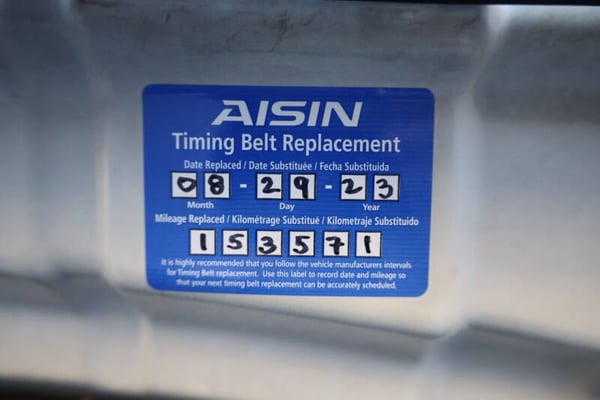 AISIN
Timing Belt Replacement
Date Replaced / Date Substituée / Fecha Substituida
08 - 29 - 23
Month Day Year
Mileage Replaced / Kilométrage Substitué / Kilometraje Substituido
153571
It is highly recommended that you follow the vehicle manufacturers intervals
for Timing Belt replacement. Use this label to record date and mileage so
that your next timing belt replacement can be accurately scheduled.